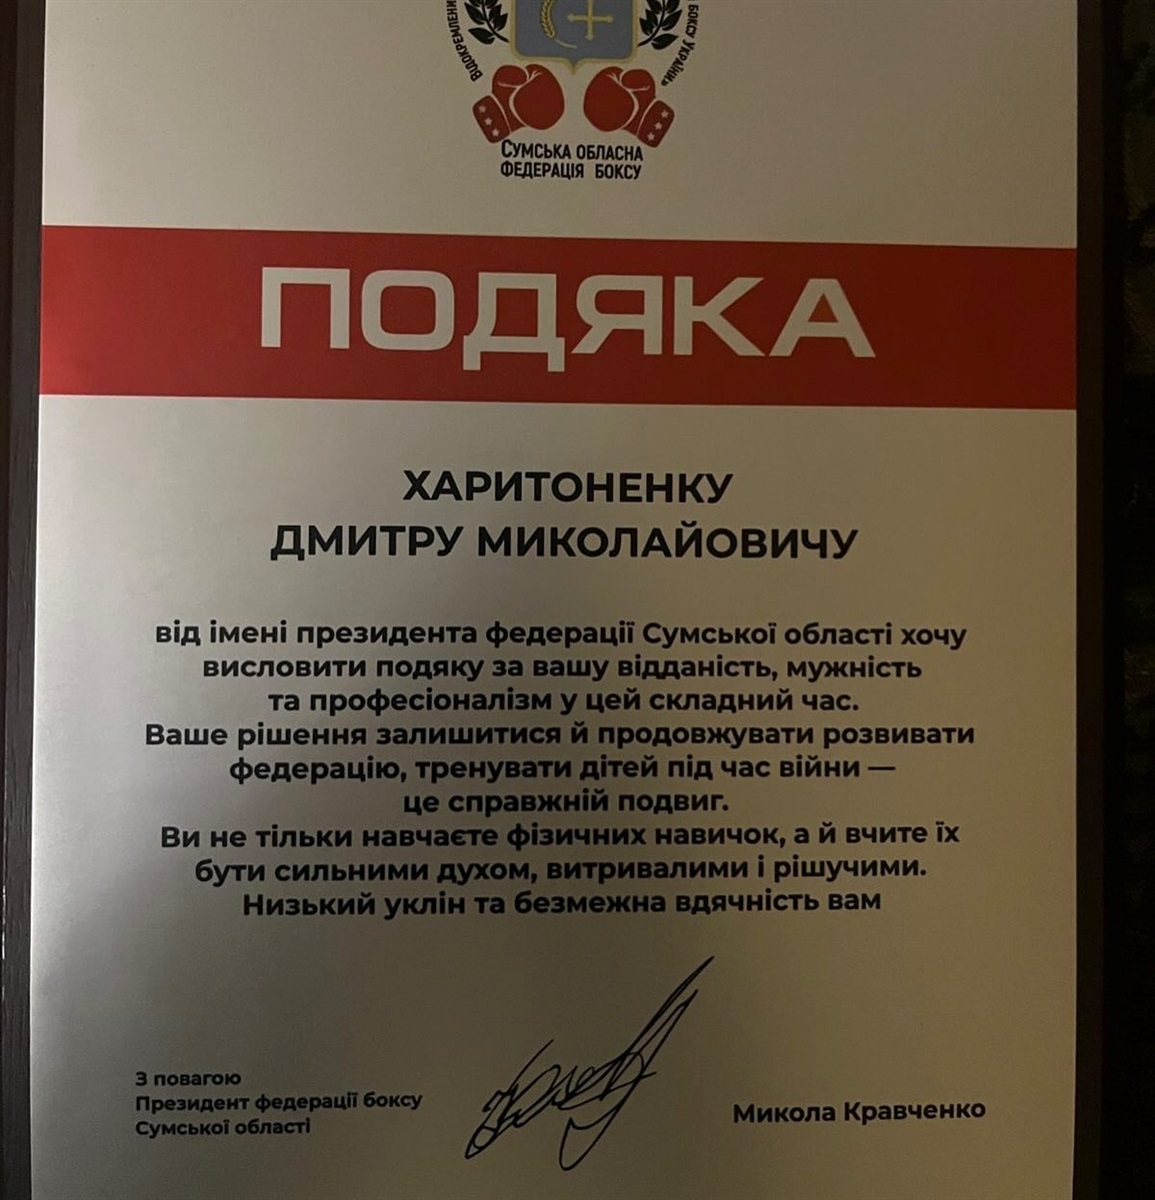 Відокремлений
боксу України»
Сумська обласна
федерація боксу
ПОДЯКА
ХАРИТОНЕНКУ
ДМИТРУ МИКОЛАЙОВИЧУ
від імені президента федерації Сумської області хочу
висловити подяку за вашу відданість, мужність
та професіоналізм у цей складний час.
Ваше рішення залишитися й продовжувати розвивати
федерацію, тренувати дітей під час війни —
це справжній подвиг.
Ви не тільки навчаєте фізичних навичок, а й вчите їх
бути сильними духом, витривалими і рішучими.
Низький уклін та безмежна вдячність вам
З повагою
Президент федерації боксу
Сумської області
Микола Кравченко